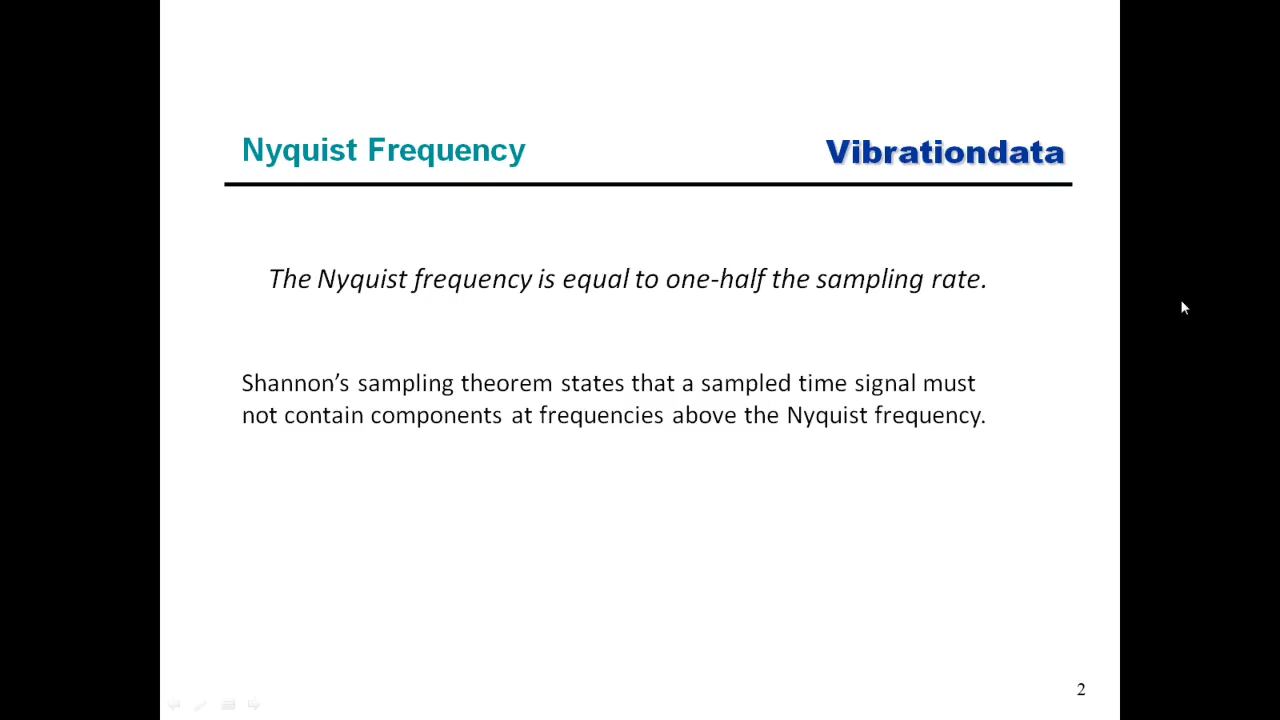 Nyquist Frequency
Vibrationdata
The Nyquist frequency is equal to one-half the sampling rate.
Shannon’s sampling theorem states that a sampled time signal must
not contain components at frequencies above the Nyquist frequency.
2